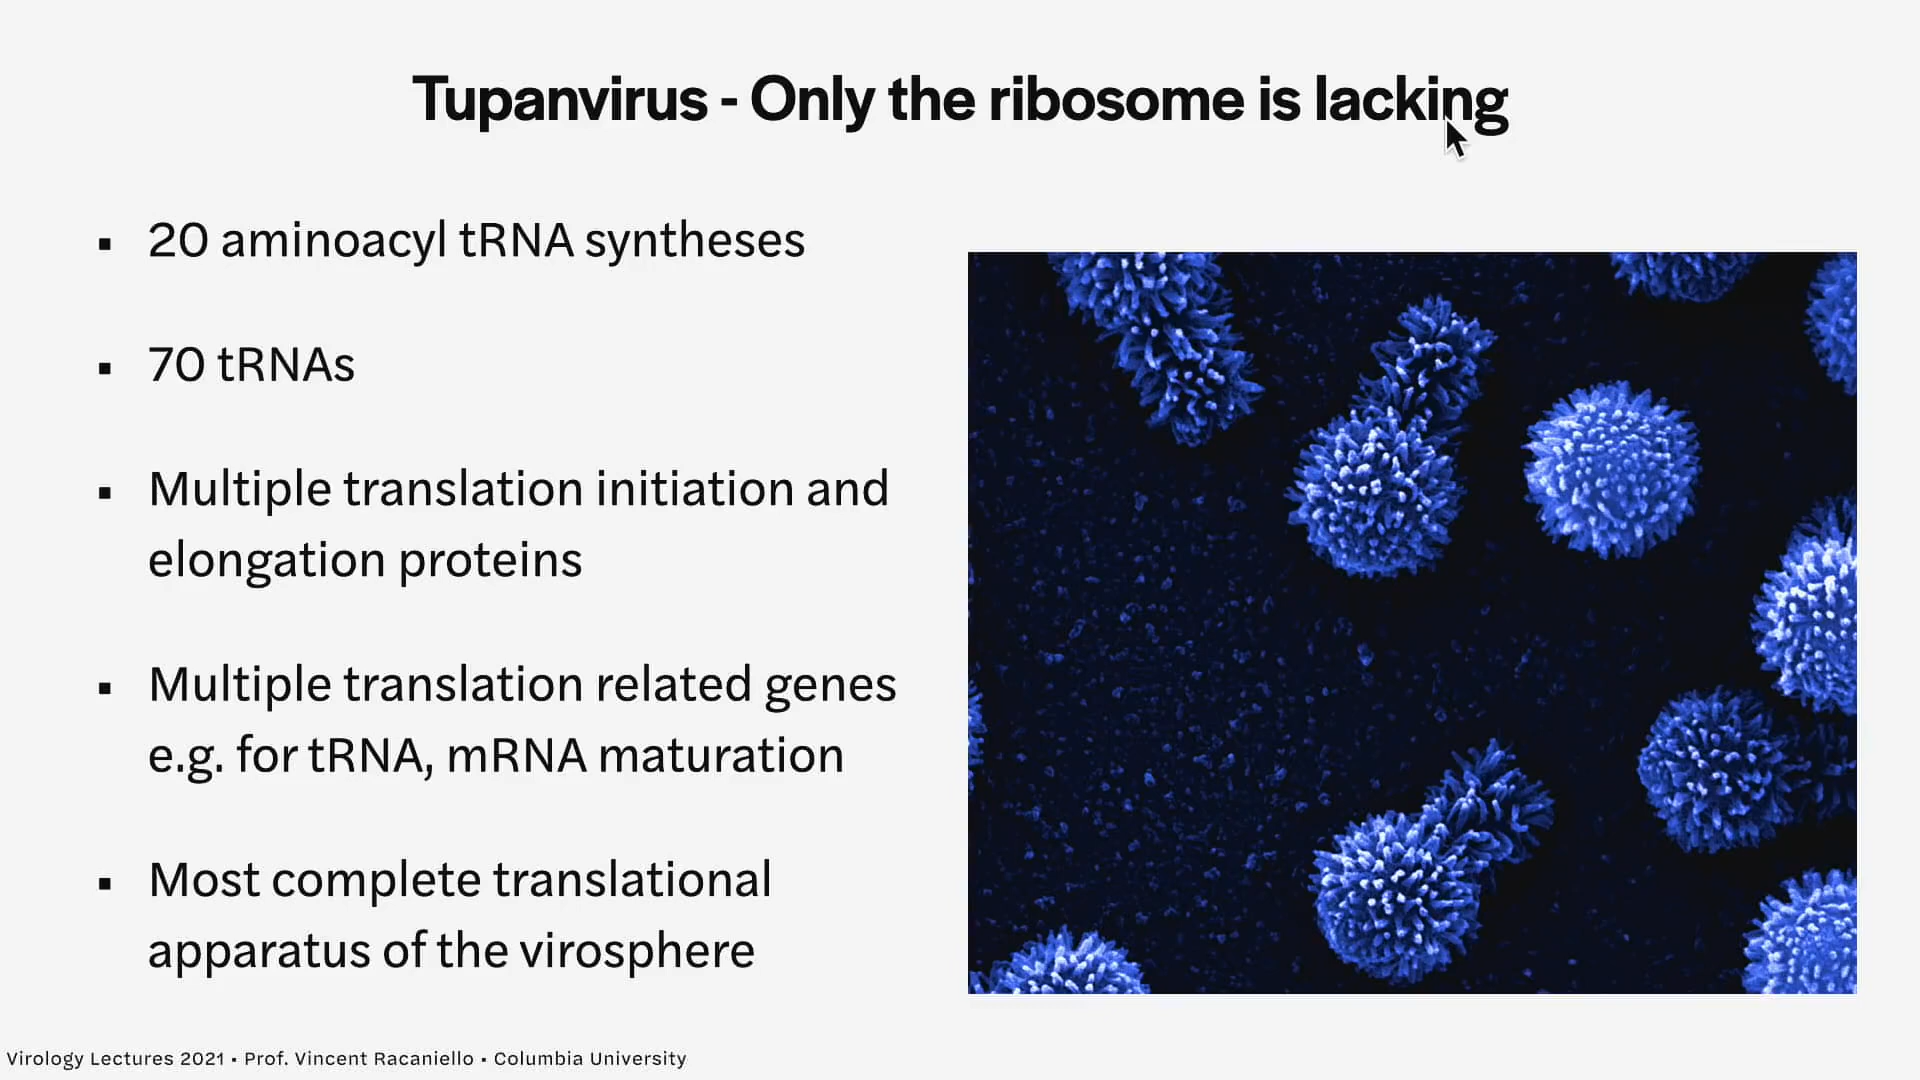 Tupanvirus - Only the ribosome is lacking
▪ 20 aminoacyl tRNA syntheses
▪ 70 tRNAs
▪ Multiple translation initiation and
elongation proteins
▪ Multiple translation related genes
e.g. for tRNA, mRNA maturation
▪ Most complete translational
apparatus of the virosphere
Virology Lectures 2021 • Prof. Vincent Racaniello • Columbia University